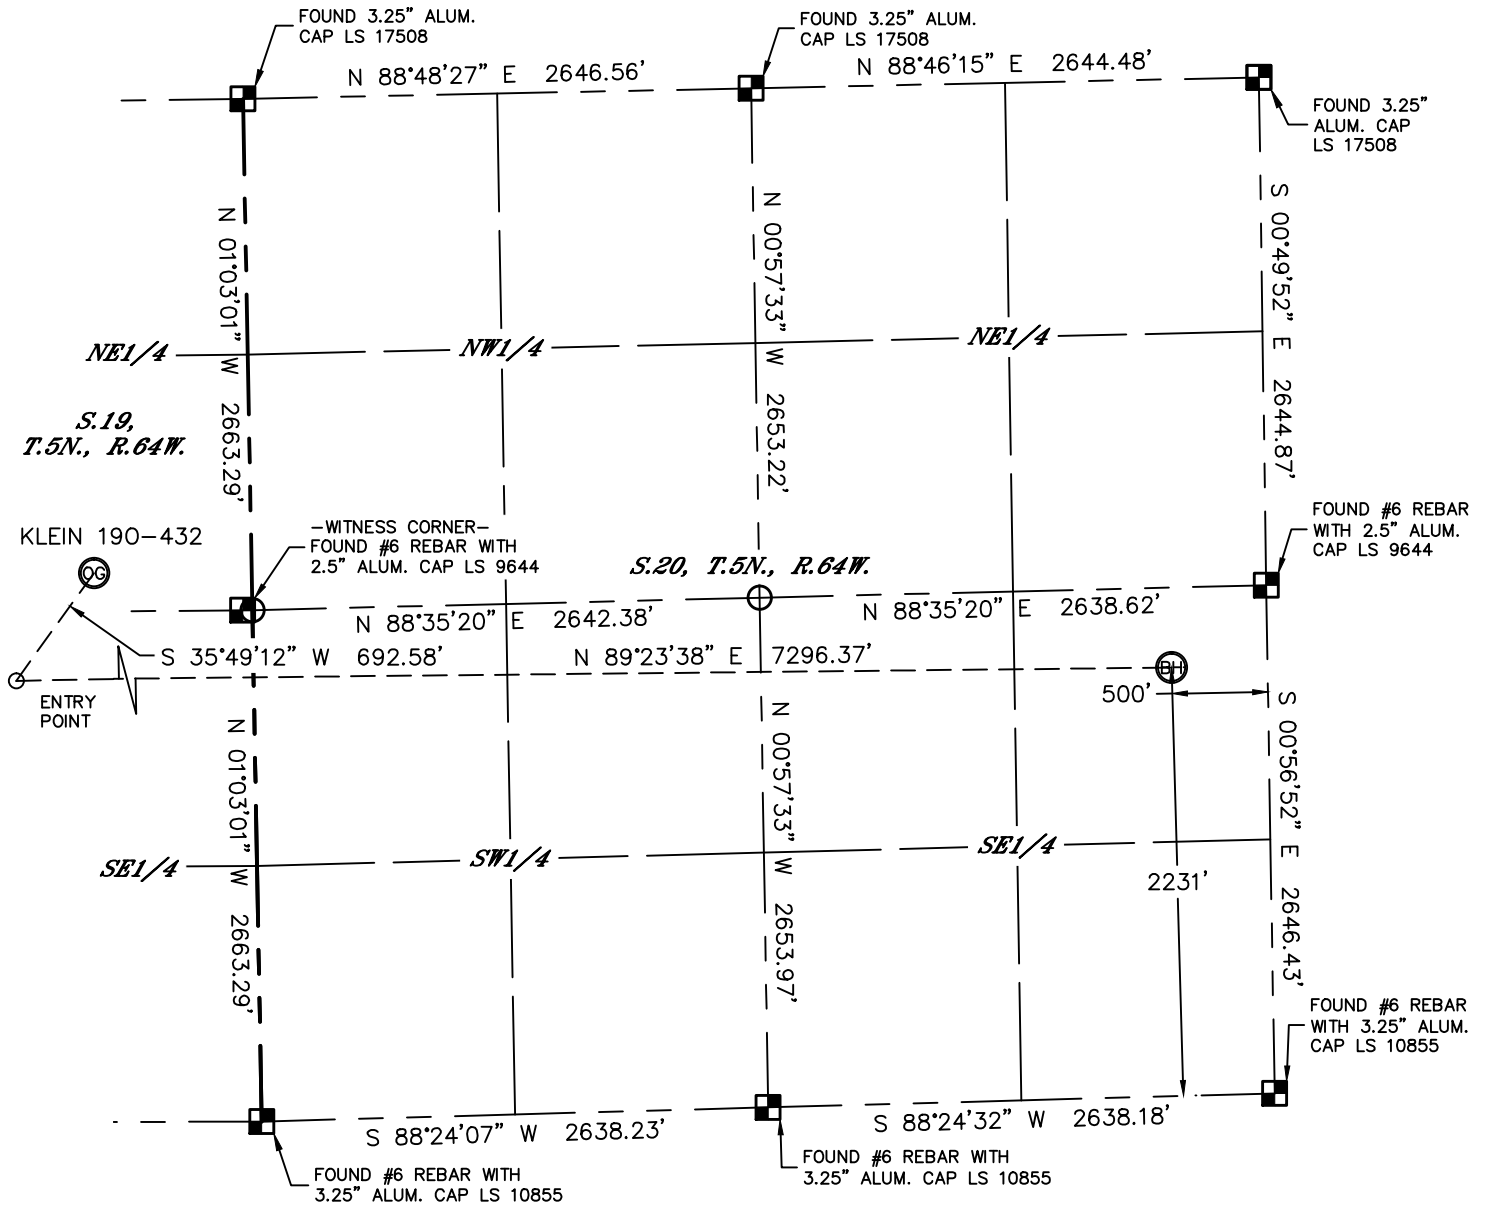 FOUND 3.25" ALUM.
CAP LS 17508
FOUND 3.25" ALUM.
CAP LS 17508
N 88°48'27" E 2646.56'
N 88°46'15" E 2644.48'
FOUND 3.25"
ALUM. CAP
LS 17508
N 01°03'01" W 2663.29'
N 00°57'33" W 2653.22'
S 00°49'52" E 2644.87'
NE1/4
NW1/4
NE1/4
S.19,
T.5N., R.64W.
KLEIN 19O-432
OG
-WITNESS CORNER-
FOUND #6 REBAR WITH
2.5" ALUM. CAP LS 9644
S.20, T.5N., R.64W.
FOUND #6 REBAR
WITH 2.5" ALUM.
CAP LS 9644
N 88°35'20" E 2642.38'
N 88°35'20" E 2638.62'
S 35°49'12" W 692.58'
N 89°23'38" E 7296.37'
BH
500'
ENTRY
POINT
N 01°03'01" W 2663.29'
N 00°57'33" W 2653.97'
S 00°56'52" E 2646.43'
SE1/4
SW1/4
SE1/4
2231'
FOUND #6 REBAR
WITH 3.25" ALUM.
CAP LS 10855
S 88°24'07" W 2638.23'
S 88°24'32" W 2638.18'
FOUND #6 REBAR WITH
3.25" ALUM. CAP LS 10855
FOUND #6 REBAR WITH
3.25" ALUM. CAP LS 10855